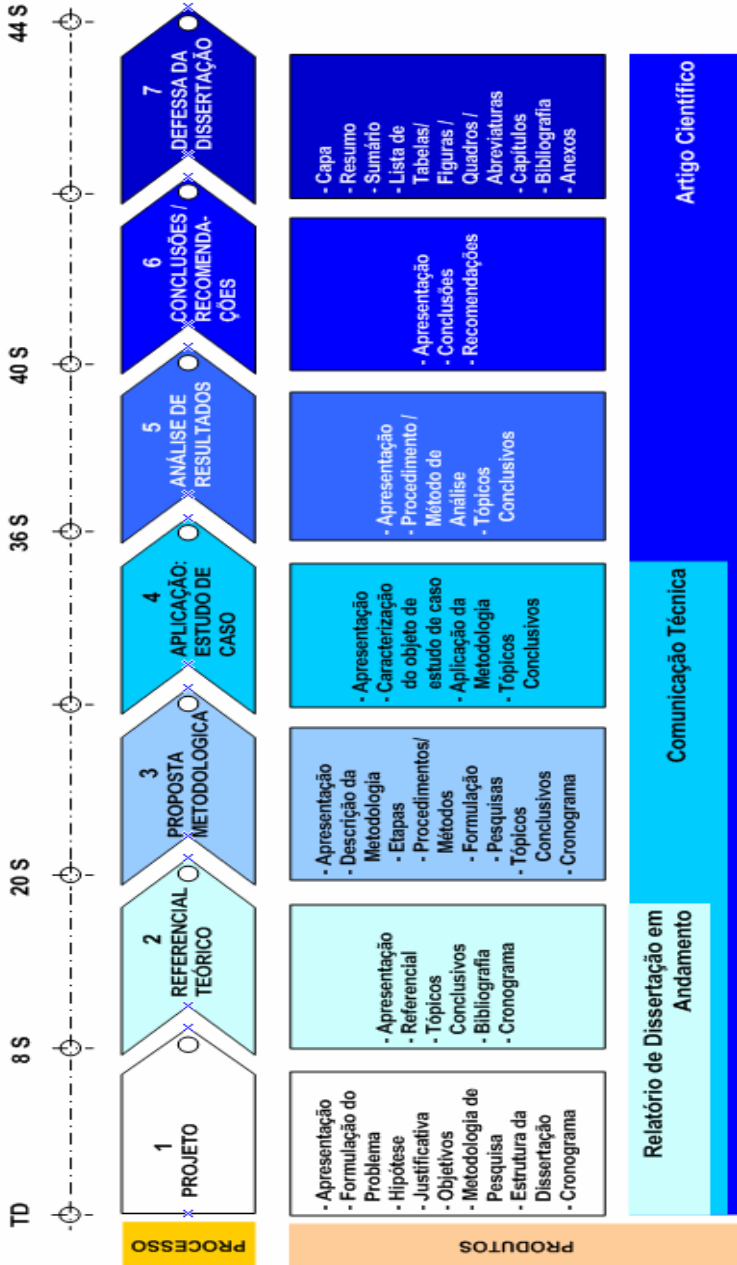 TD
8 S
20 S
36 S
40 S
44 S
PROCESSO
1
PROJETO
2
REFERENCIAL
TEÓRICO
3
PROPOSTA
METODOLOGICA
4
APLICAÇÃO:
ESTUDO DE
CASO
5
ANÁLISE DE
RESULTADOS
6
CONCLUSÕES /
RECOMENDA-
ÇÕES
7
DEFESSA DA
DISSERTAÇÃO
PRODUTOS
- Apresentação
- Formulação do
Problema
- Hipótese
- Justificativa
- Objetivos
- Metodologia de
Pesquisa
- Estrutura da
Dissertação
- Cronograma
- Apresentação
- Referencial
- Tópicos
Conclusivos
- Bibliografia
- Cronograma
- Apresentação
- Descrição da
Metodologia
- Etapas
- Procedimentos/
Métodos
- Formulação
- Pesquisas
- Tópicos
Conclusivos
- Cronograma
- Apresentação
- Caracterização
do objeto de
estudo de caso
- Aplicação da
Metodologia
- Tópicos
Conclusivos
- Apresentação
- Procedimento /
Método de
Análise
- Tópicos
Conclusivos
- Apresentação
- Conclusões
- Recomendações
- Capa
- Resumo
- Sumário
- Lista de
Tabelas/
Figuras /
Quadros /
Abreviaturas
- Capítulos
- Bibliografia
- Anexos
Relatório de Dissertação em
Andamento
Comunicação Técnica
Artigo Científico